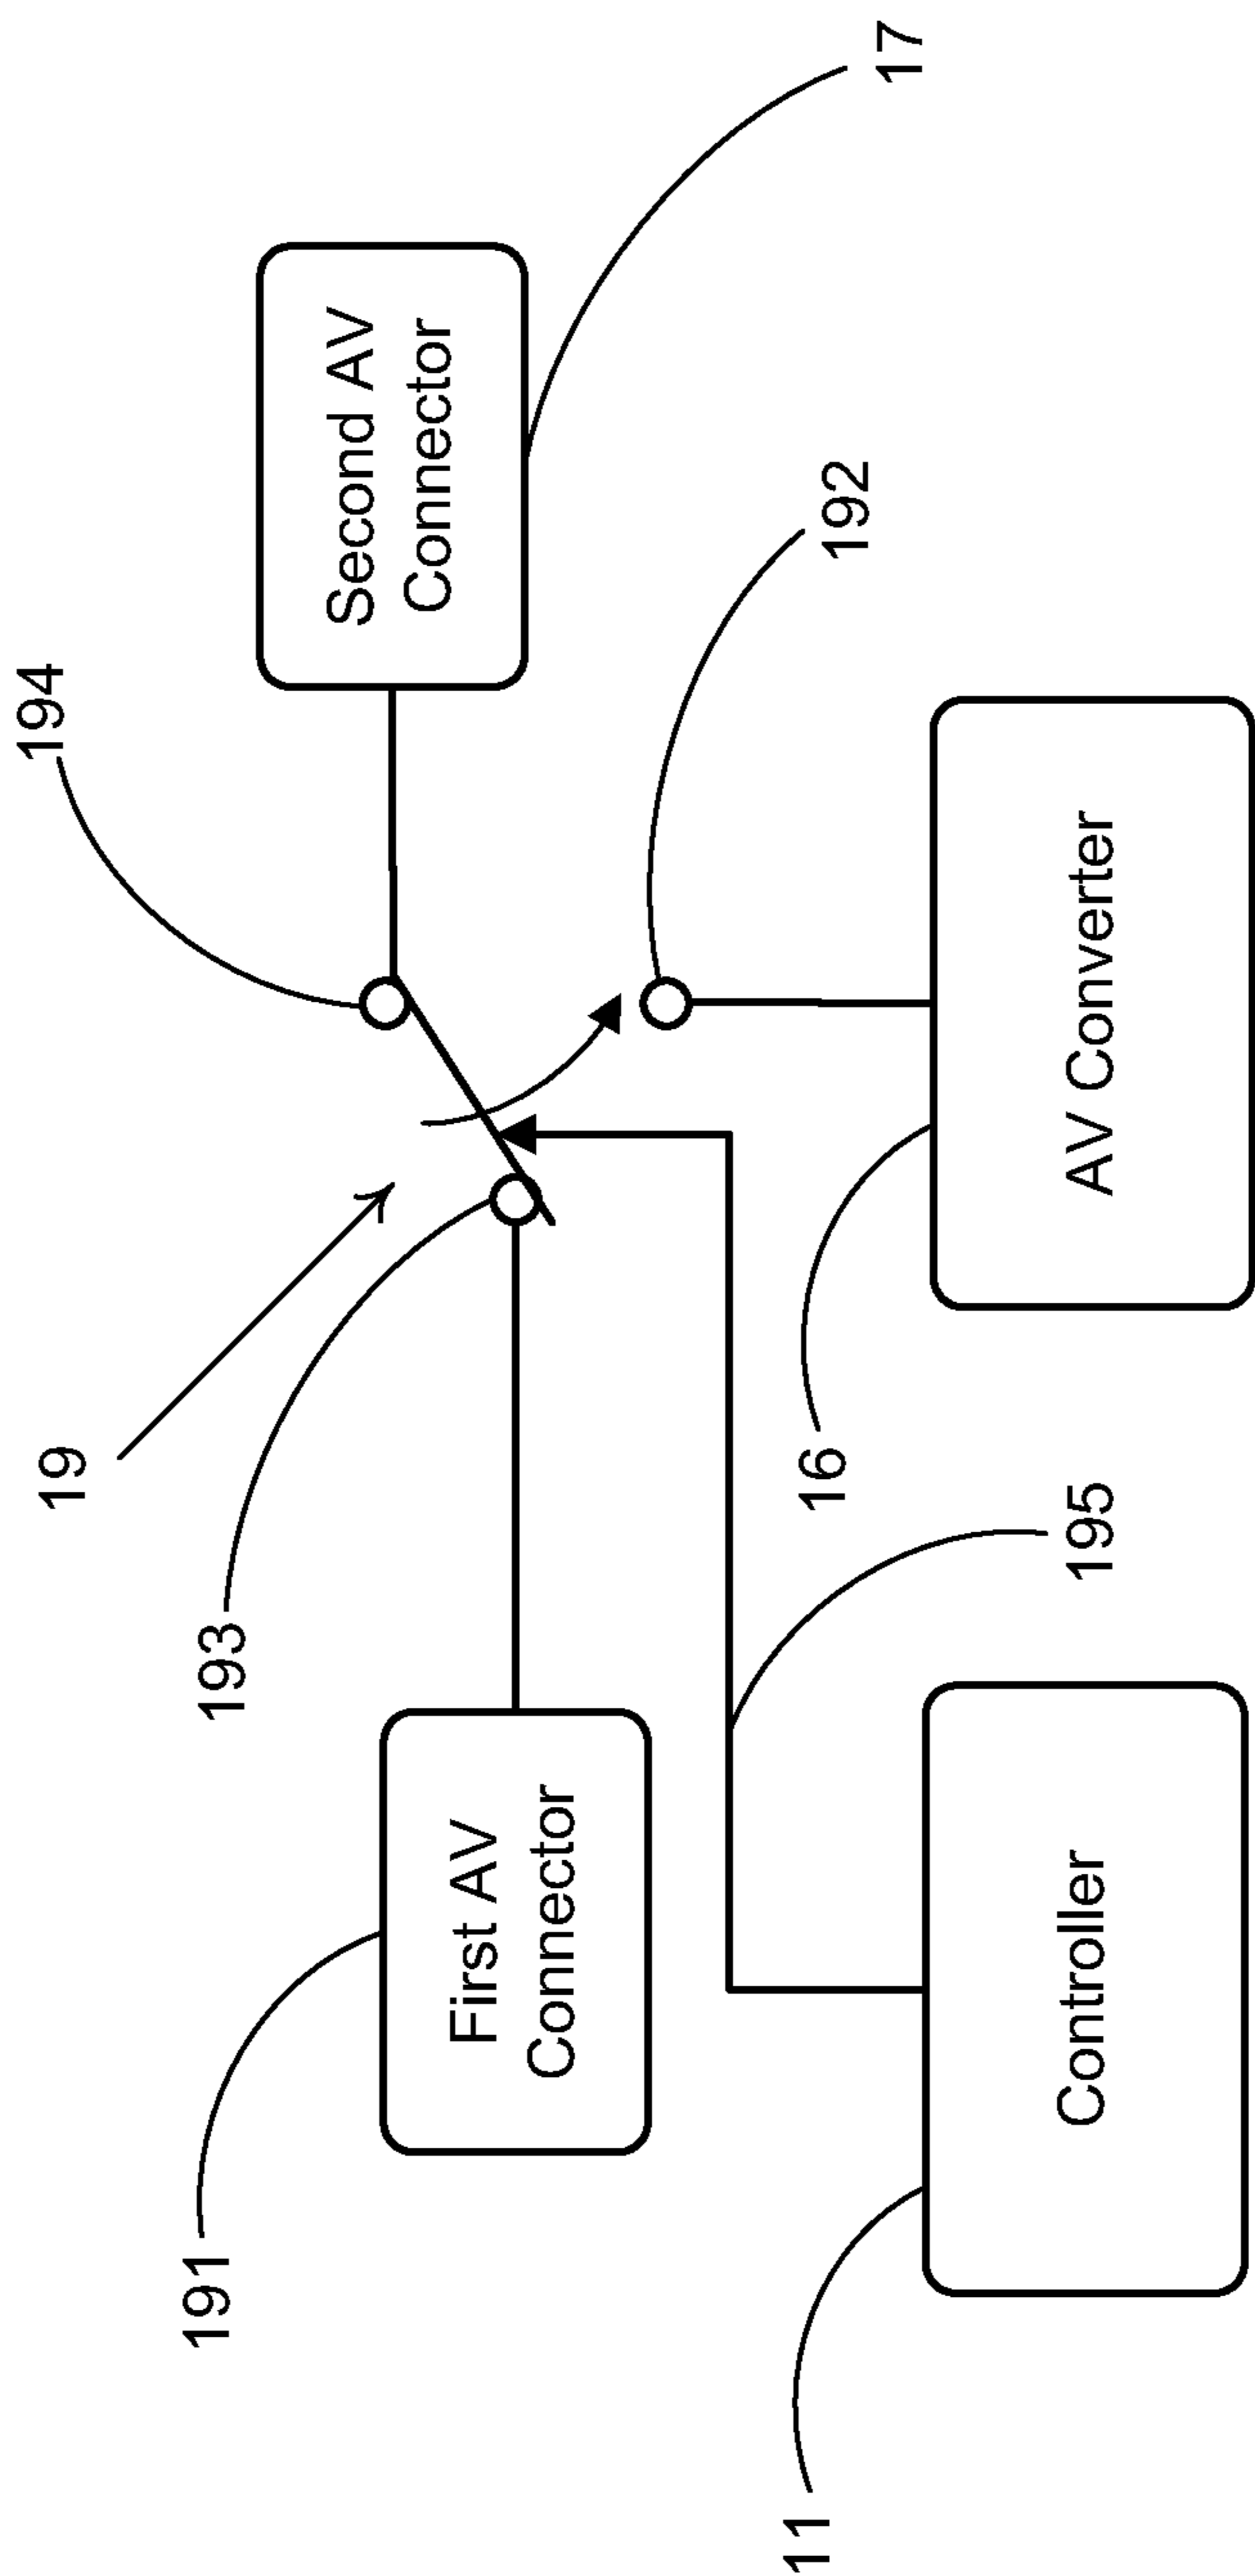 19
194
193
191
First AV
Connector
Second AV
Connector
17
192
16
195
11
Controller
AV Converter